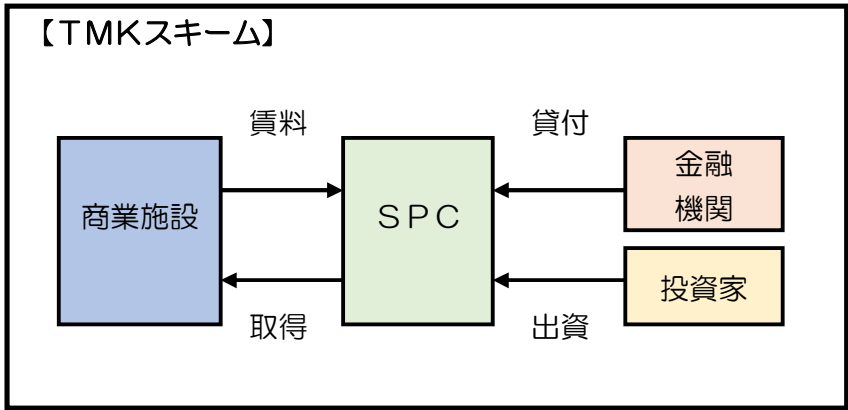 【TMKスキーム】
賃料
貸付
商業施設
SPC
金融
機関
投資家
取得
出資